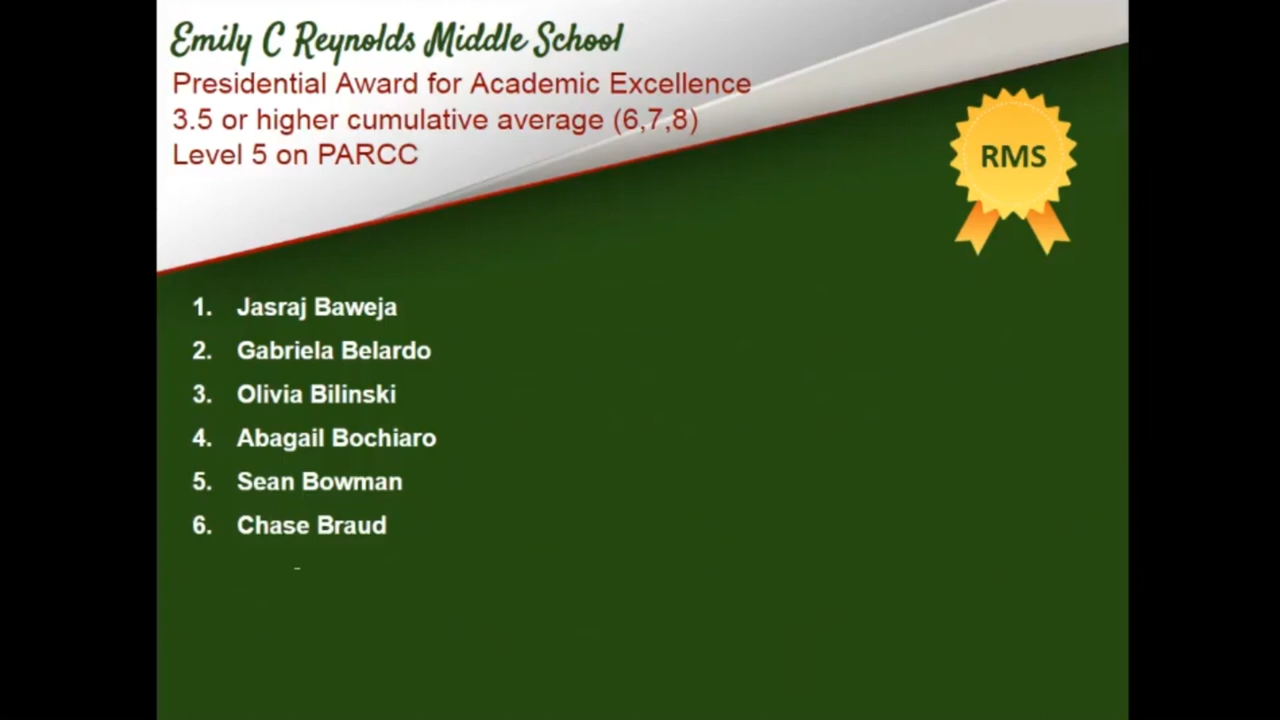 Emily C Reynolds Middle School
Presidential Award for Academic Excellence
3.5 or higher cumulative average (6,7,8)
Level 5 on PARCC
RMS
1. Jasraj Baweja
2. Gabriela Belardo
3. Olivia Bilinski
4. Abagail Bochiaro
5. Sean Bowman
6. Chase Braud